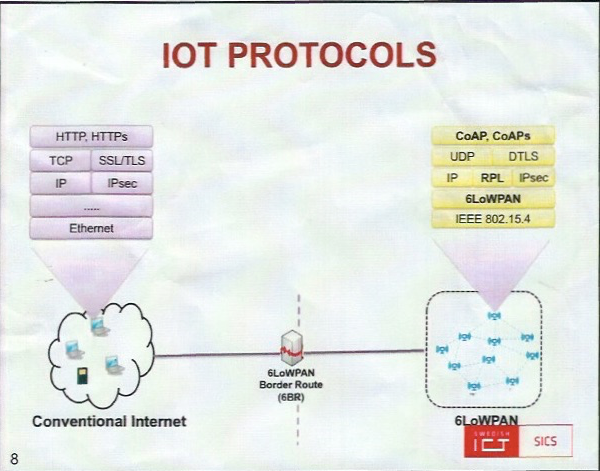 IOT PROTOCOLS
HTTP, HTTPs
TCP SSL/TLS
IP IPsec
.....
Ethernet
CoAP, CoAPs
UDP DTLS
IP RPL IPsec
6LoWPAN
IEEE 802.15.4
6LoWPAN
Border Route
(6BR)
Conventional Internet
6LoWPAN
SWEDISH
ICT SICS
8